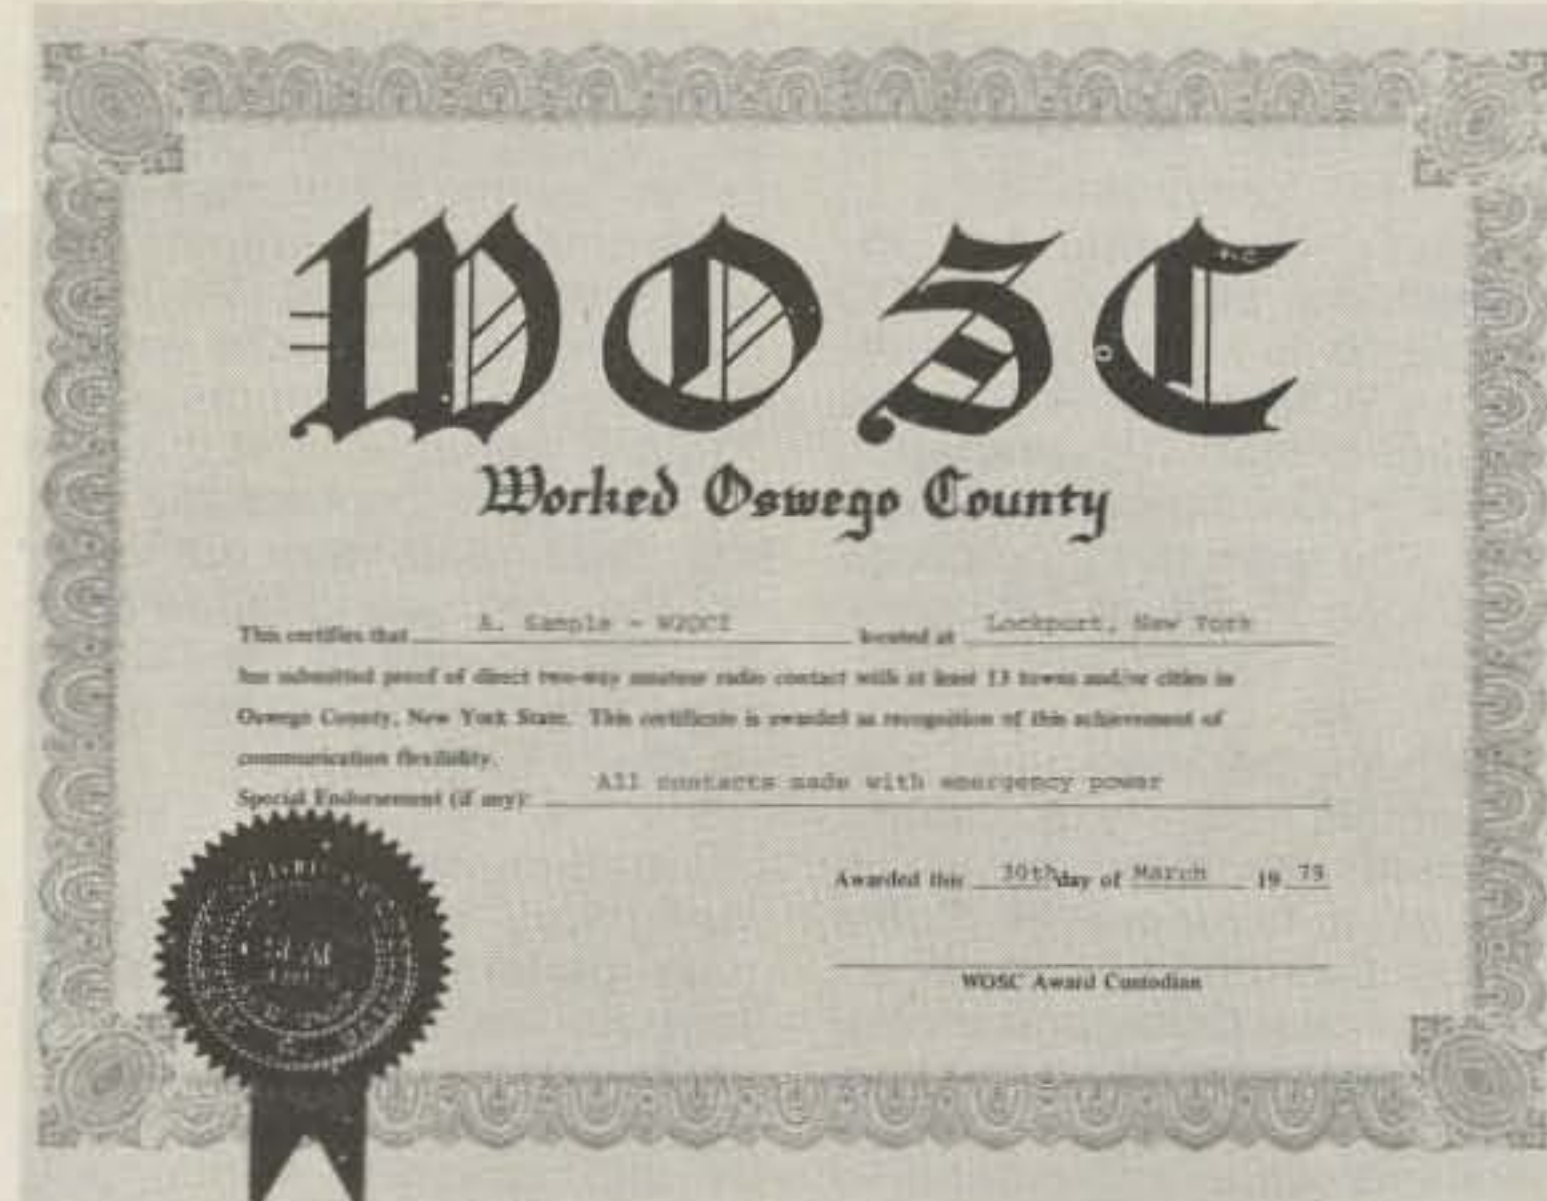 WOSC
Worked Oswego County
This certifies that A. Sample - W2QCI located at Lockport, New York
has submitted proof of direct two-way amateur radio contact with at least 13 towns and/or cities in
Oswego County, New York State. This certificate is awarded as recognition of this achievement of
communication flexibility.
Special Endorsement (if any): All contacts made with emergency power
Awarded this 30th day of March 19 79
WOSC Award Custodian